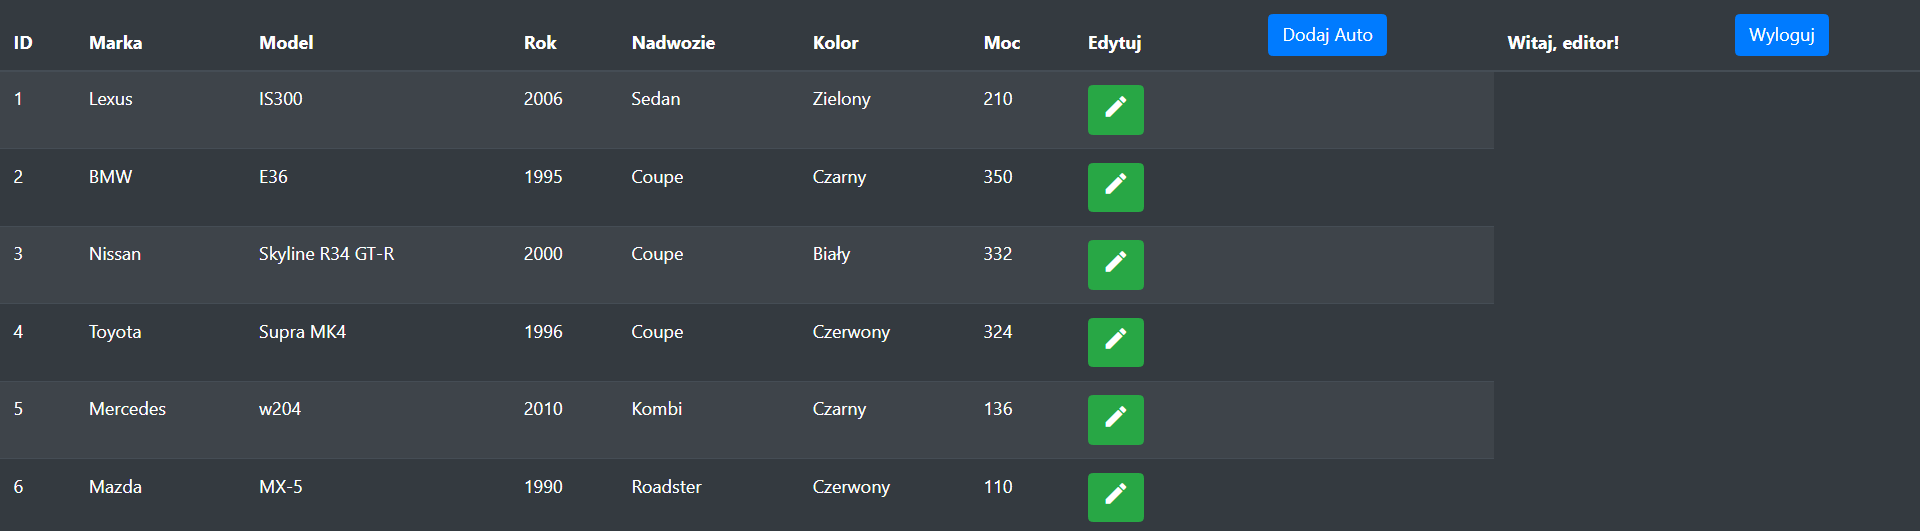 ID Marka Model Rok Nadwozie Kolor Moc Edytuj Dodaj Auto Witaj, editor! Wyloguj
1 Lexus IS300 2006 Sedan Zielony 210
2 BMW E36 1995 Coupe Czarny 350
3 Nissan Skyline R34 GT-R 2000 Coupe Biały 332
4 Toyota Supra MK4 1996 Coupe Czerwony 324
5 Mercedes w204 2010 Kombi Czarny 136
6 Mazda MX-5 1990 Roadster Czerwony 110